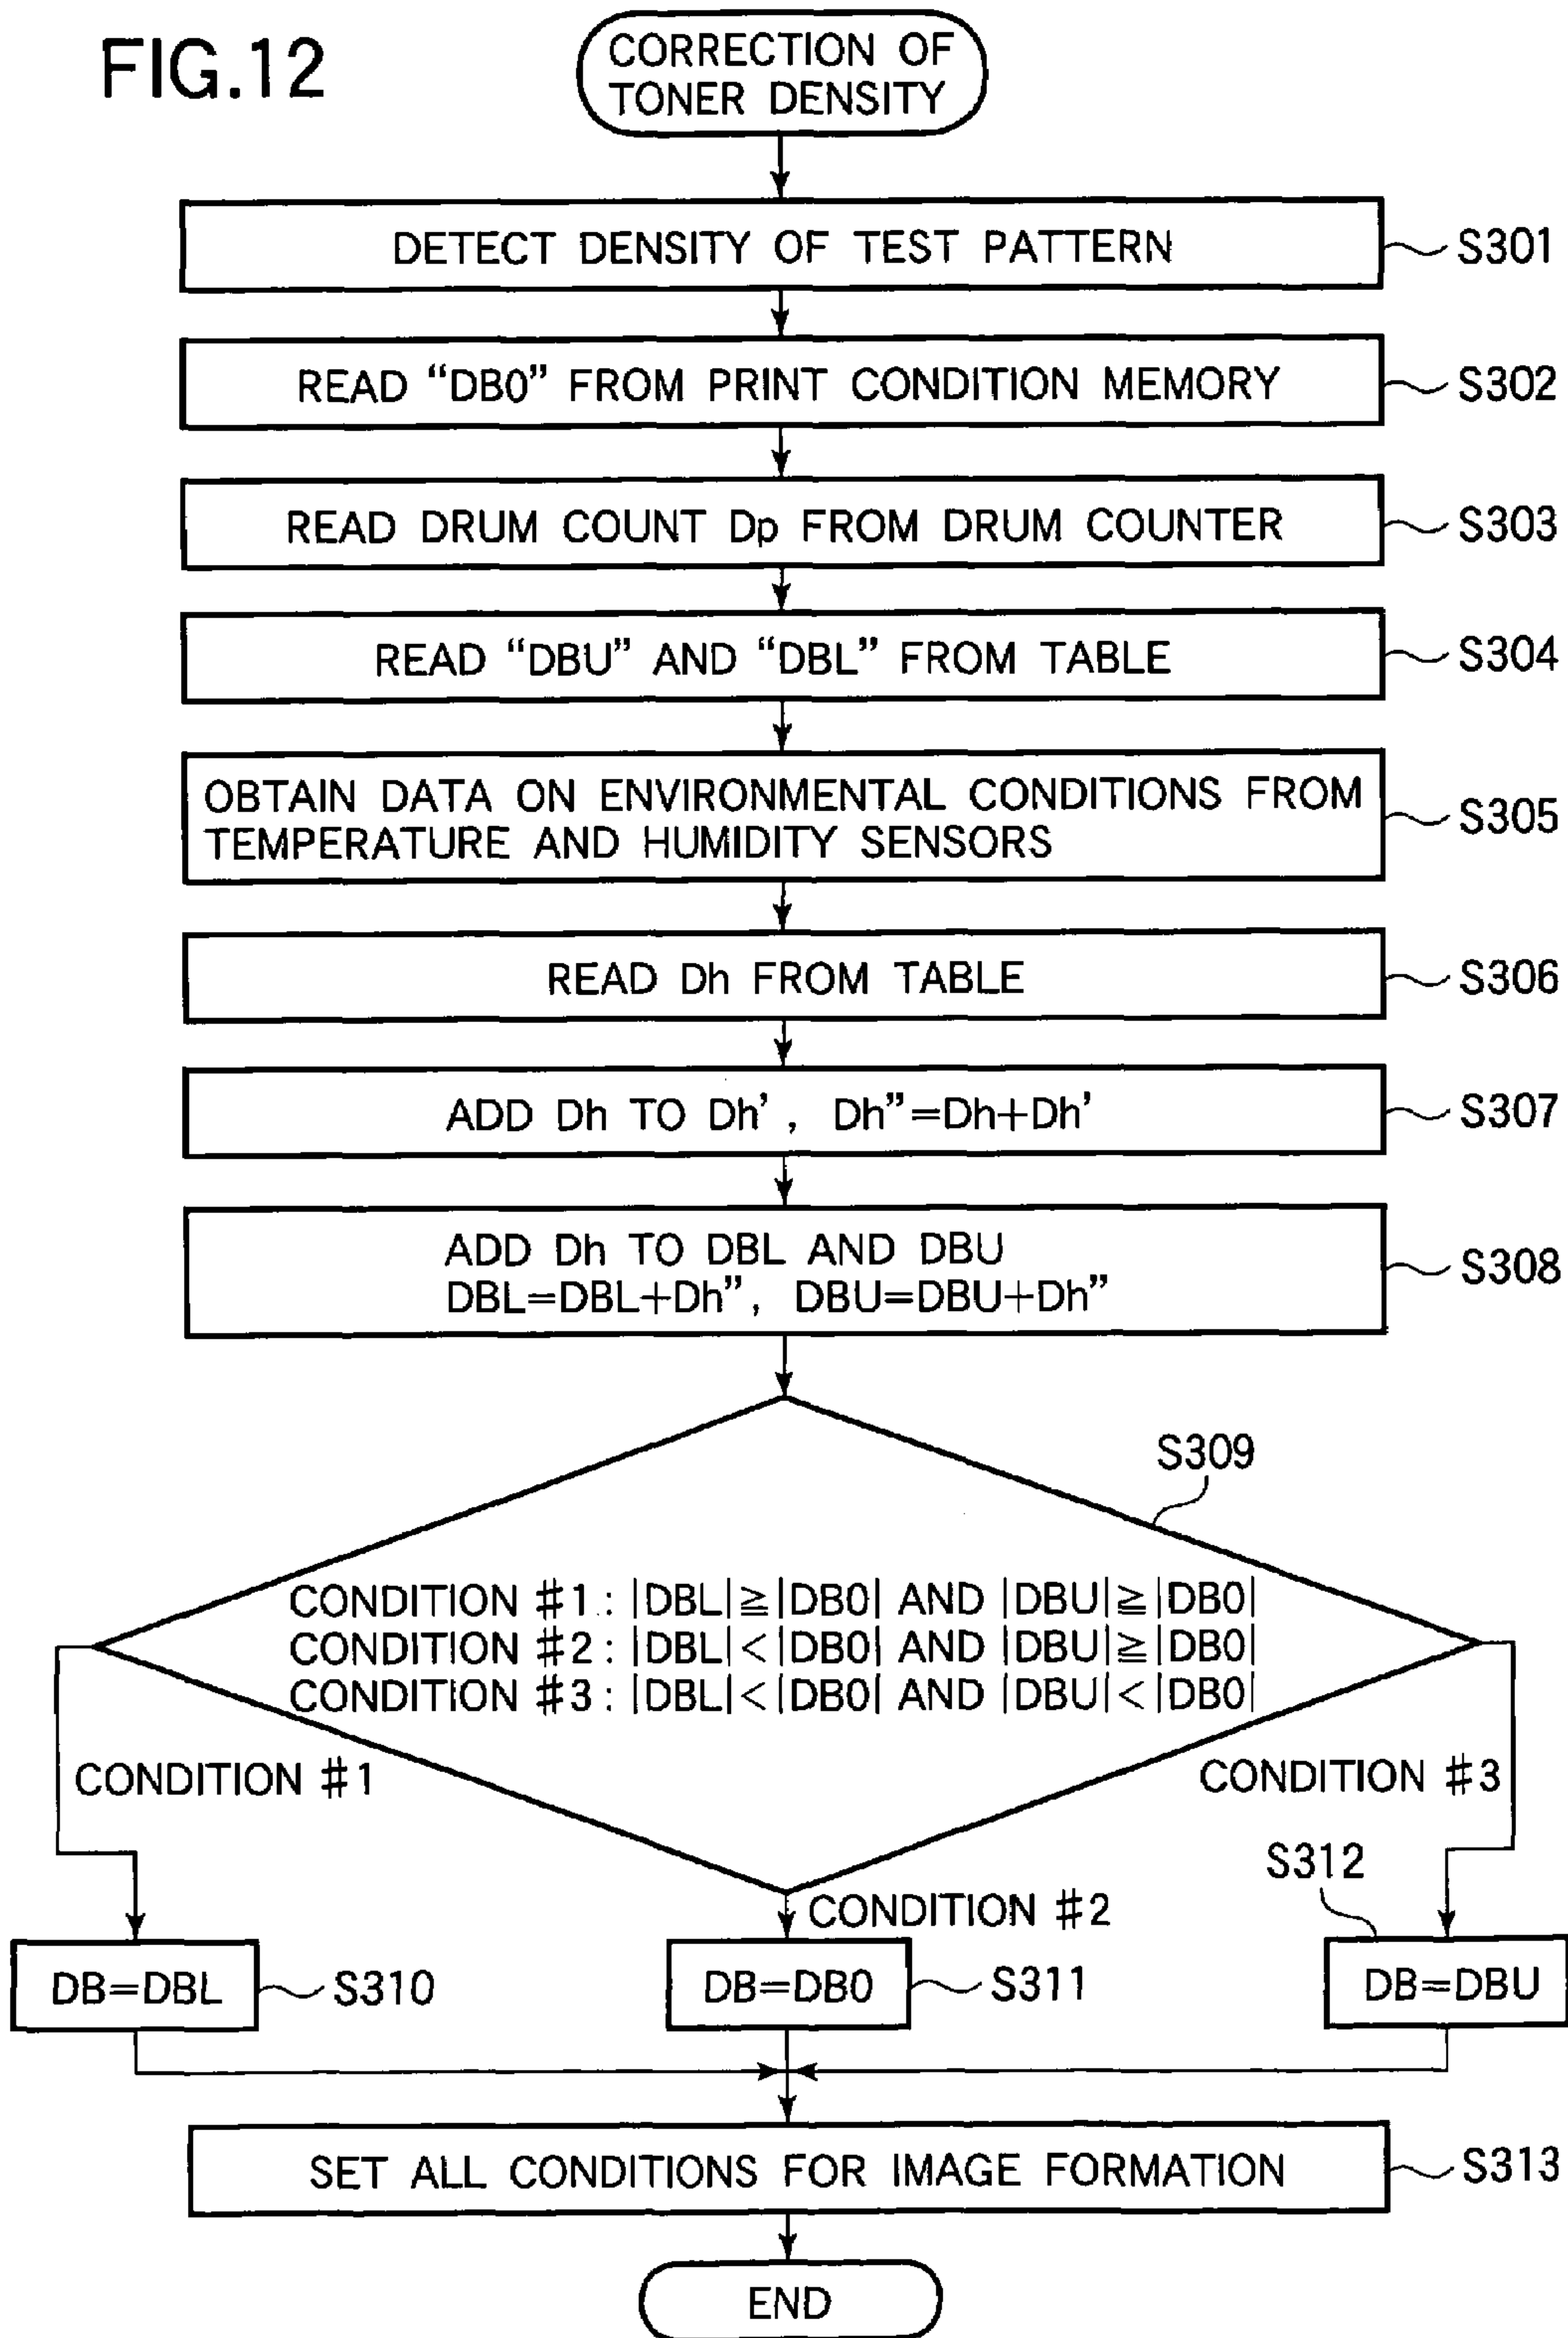 FIG.12
CORRECTION OF
TONER DENSITY
DETECT DENSITY OF TEST PATTERN
S301
READ “DB0” FROM PRINT CONDITION MEMORY
S302
READ DRUM COUNT Dp FROM DRUM COUNTER
S303
READ “DBU” AND “DBL” FROM TABLE
S304
OBTAIN DATA ON ENVIRONMENTAL CONDITIONS FROM
TEMPERATURE AND HUMIDITY SENSORS
S305
READ Dh FROM TABLE
S306
ADD Dh TO Dh’, Dh”=Dh+Dh’
S307
ADD Dh TO DBL AND DBU
DBL=DBL+Dh”, DBU=DBU+Dh”
S308
S309
CONDITION #1: |DBL|≧|DB0| AND |DBU|≧|DB0|
CONDITION #2: |DBL|<|DB0| AND |DBU|≧|DB0|
CONDITION #3: |DBL|<|DB0| AND |DBU|<|DB0|
CONDITION #1
CONDITION #3
CONDITION #2
S312
DB=DBL
S310
DB=DB0
S311
DB=DBU
SET ALL CONDITIONS FOR IMAGE FORMATION
S313
END